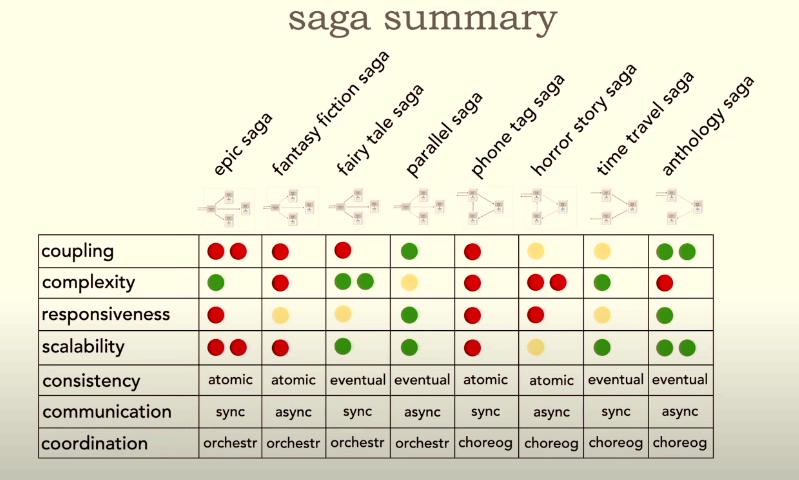 saga summary
epic saga
fantasy fiction saga
fairy tale saga
parallel saga
phone tag saga
horror story saga
time travel saga
anthology saga
coupling
complexity
responsiveness
scalability
consistency atomic atomic eventual eventual atomic atomic eventual eventual
communication sync async sync async sync async sync async
coordination orchestr orchestr orchestr orchestr choreog choreog choreog choreog